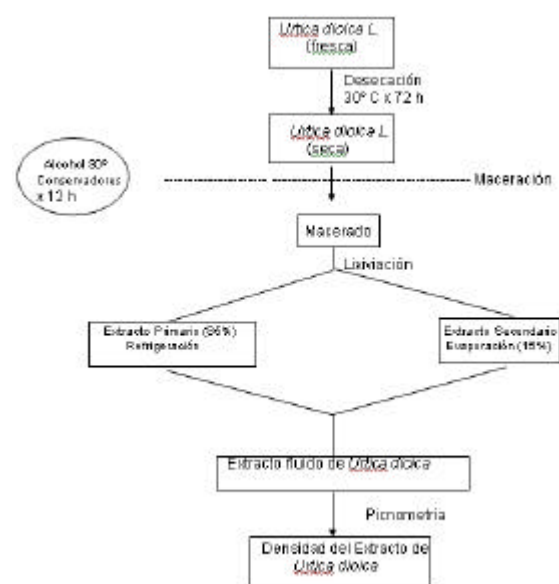 Urtica dioica L.
(fresca)
Desecación
30º C x 72 h
Urtica dioica L.
(seca)
Alcohol 80º
Conservadores
x 12 h
Maceración
Macerado
Lixiviación
Extracto Primario
Refrigeración
Extracto Secundario
Evaporación (15%)
Extracto fluido de Urtica dioica
Picnometría
Densidad del Extracto de
Urtica dioica